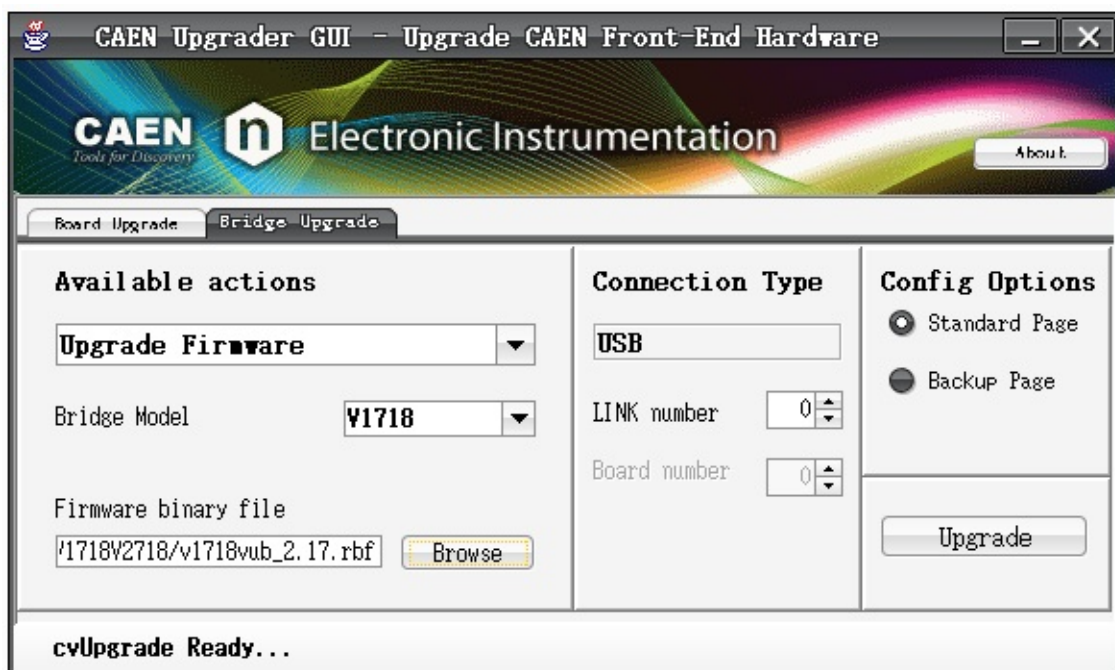 CAEN Upgrader GUI - Upgrade CAEN Front-End Hardware
CAEN
Tools for Discovery
n
Electronic Instrumentation
About
Board Upgrade
Bridge Upgrade
Available actions
Upgrade Firmware
Bridge Model
V1718
Firmware binary file
/1718V2718/v1718vub_2.17.rbf
Browse
Connection Type
USB
LINK number
0
Board number
0
Config Options
Standard Page
Backup Page
Upgrade
cvUpgrade Ready...